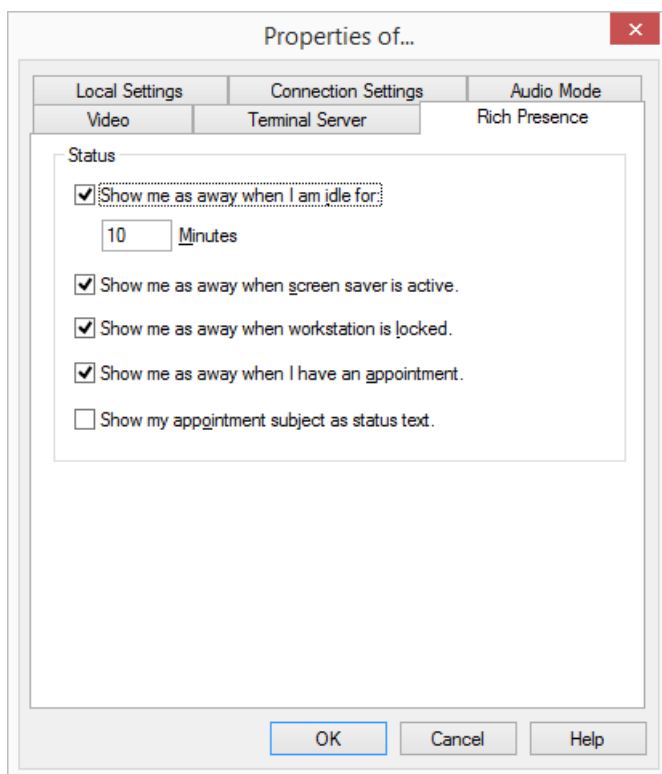 Properties of...
Local Settings Connection Settings Audio Mode
Video Terminal Server Rich Presence
Status
Show me as away when I am idle for:
10 Minutes
Show me as away when screen saver is active.
Show me as away when workstation is locked.
Show me as away when I have an appointment.
Show my appointment subject as status text.
OK Cancel Help